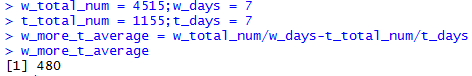 > w_total_num = 4515;w_days = 7
> t_total_num = 1155;t_days = 7
> w_more_t_average = w_total_num/w_days-t_total_num/t_days
> w_more_t_average
[1] 480